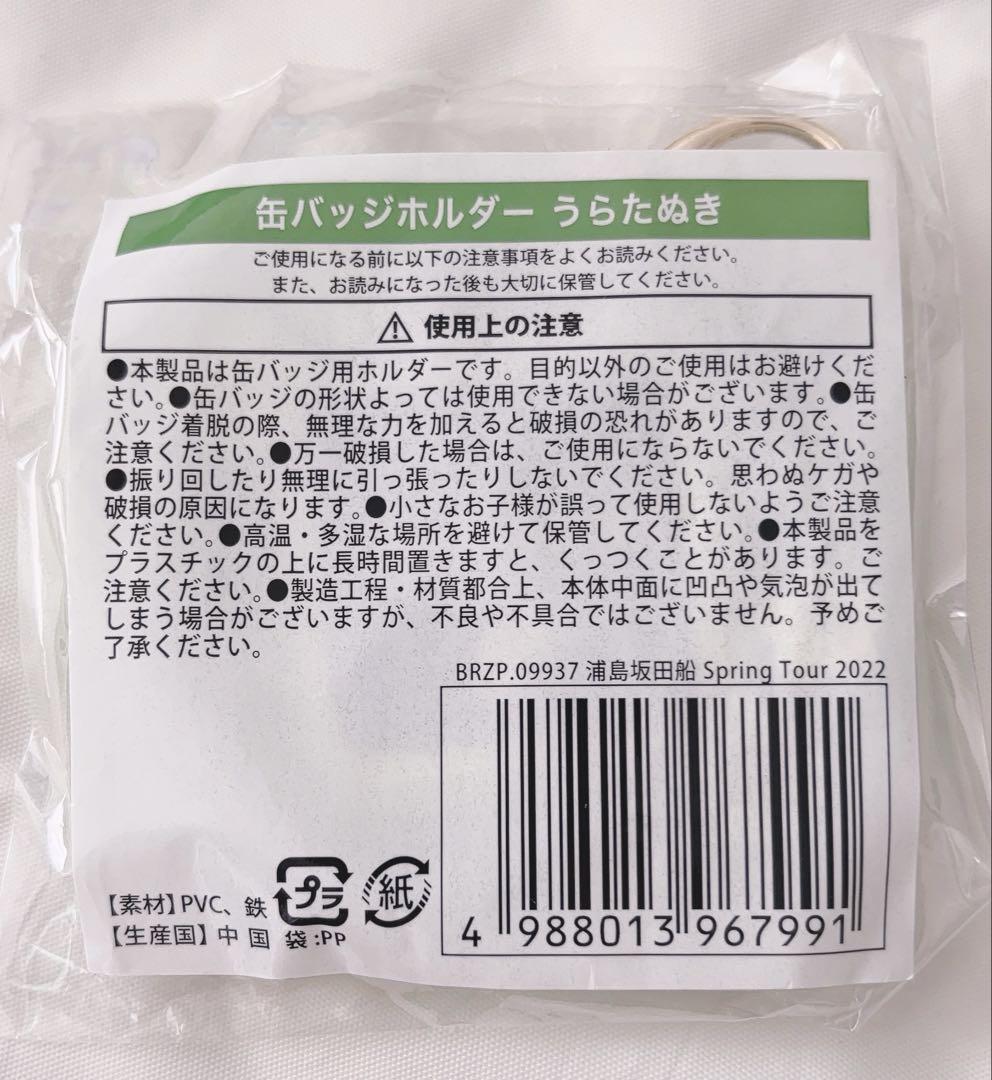 缶バッジホルダー うらたぬき
ご使用になる前に以下の注意事項をよくお読みください。
また、お読みになった後も大切に保管してください。
⚠ 使用上の注意
●本製品は缶バッジ用ホルダーです。目的以外のご使用はお避けくだ
さい。●缶バッジの形状よっては使用できない場合がございます。●缶
バッジ着脱の際、無理な力を加えると破損の恐れがありますので、ご
注意ください。●万一破損した場合は、ご使用にならないでください。
●振り回したり無理に引っ張ったりしないでください。思わぬケガや
破損の原因になります。●小さなお子様が誤って使用しないようご注意
ください。●高温・多湿な場所を避けて保管してください。●本製品を
プラスチックの上に長時間置きますと、くっつくことがあります。ご
注意ください。●製造工程・材質都合上、本体中面に凹凸や気泡が出て
しまう場合がございますが、不良や不具合ではございません。予めご
了承ください。
BRZP.09937 浦島坂田船 Spring Tour 2022
【素材】PVC、鉄
【生産国】中国
プラ
袋:PP
紙
4 988013 967991